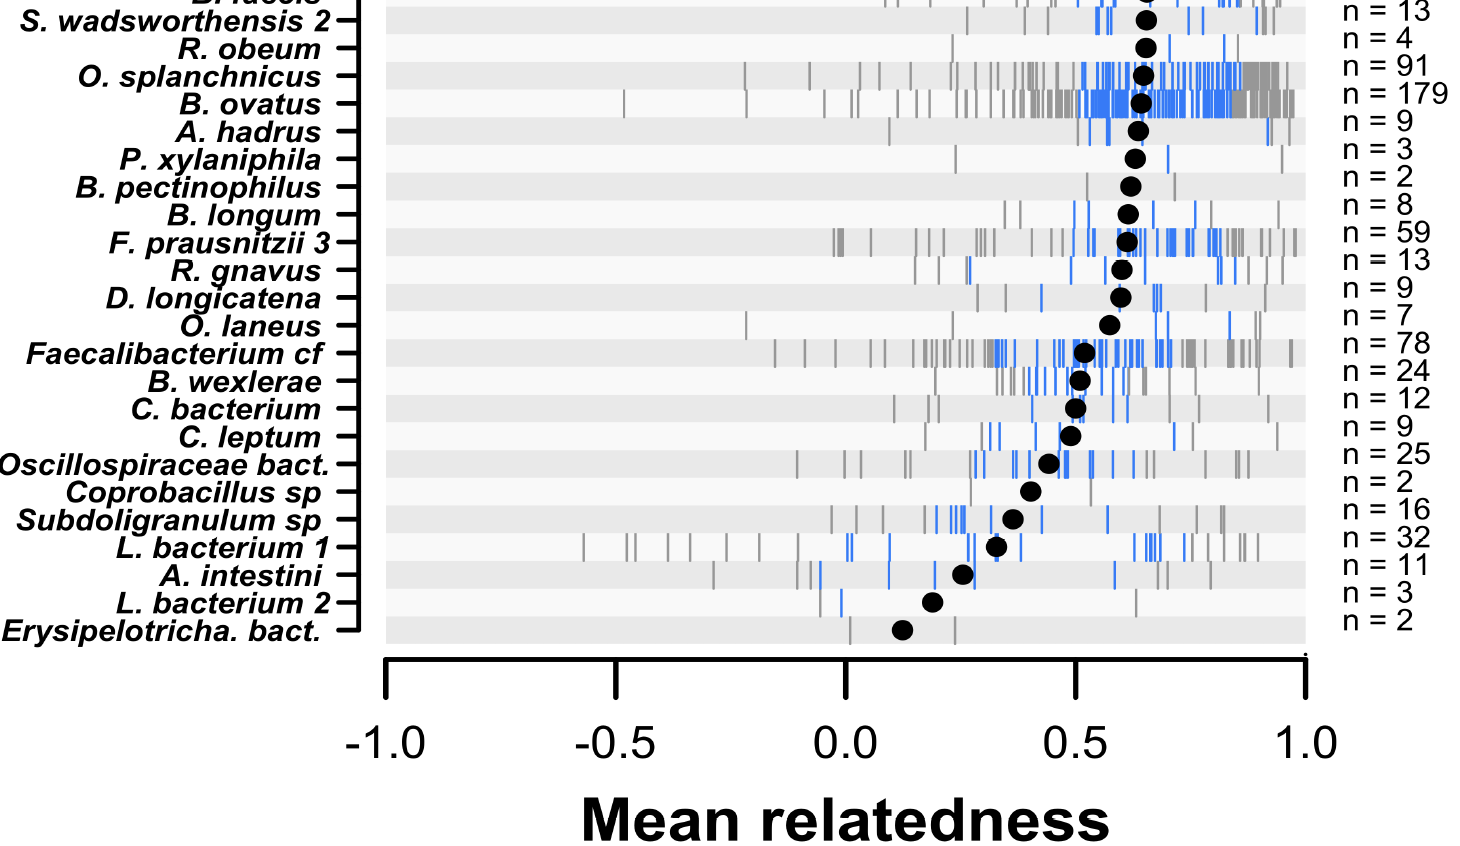 S. wadsworthensis 2 n = 13
R. obeum n = 4
O. splanchnicus n = 91
B. ovatus n = 179
A. hadrus n = 9
P. xylaniphila n = 3
B. pectinophilus n = 2
B. longum n = 8
F. prausnitzii 3 n = 59
R. gnavus n = 13
D. longicatena n = 9
O. laneus n = 7
Faecalibacterium cf n = 78
B. wexlerae n = 24
C. bacterium n = 12
C. leptum n = 9
Oscillospiraceae bact. n = 25
Coprobacillus sp n = 2
Subdoligranulum sp n = 16
L. bacterium 1 n = 32
A. intestini n = 11
L. bacterium 2 n = 3
Erysipelotricha. bact. n = 2
-1.0 -0.5 0.0 0.5 1.0
Mean relatedness